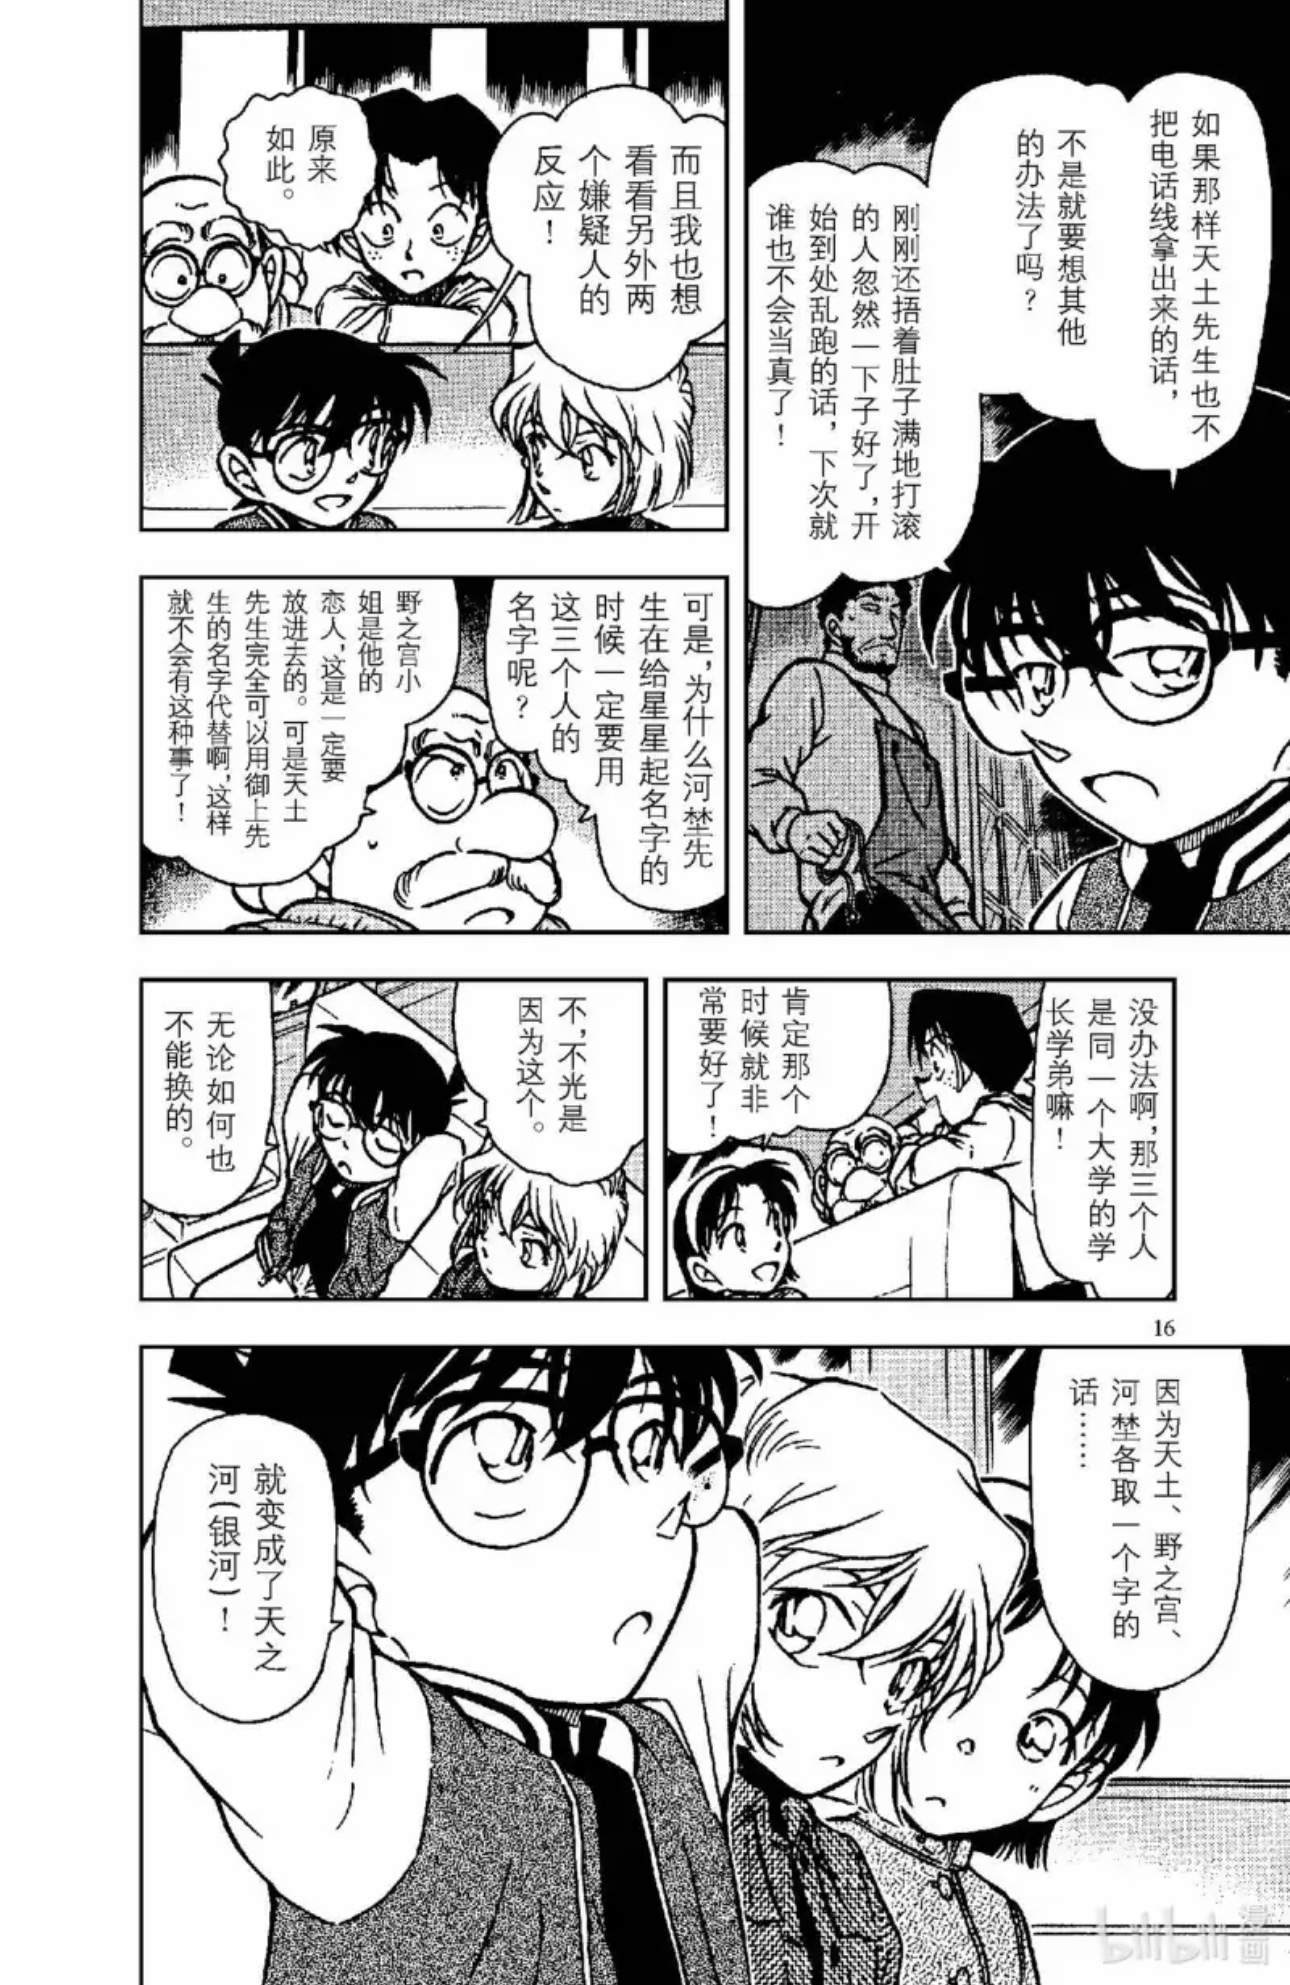 如果那样天土先生也不
把电话线拿出来的话，
不是就要想其他
的办法了吗？
刚刚还捂着肚子满地打滚
的人忽然一下子好了，开
始到处乱跑的话，下次就
谁也不会当真了！
而且我也想
看看另外两
个嫌疑人的
反应！
原来
如此。
可是，为什么河埜先
生在给星星起名字的
时候一定要用
这三个人的
名字呢？
野之宫小
姐是他的
恋人，这是一定要
放进去的。可是天土
先生完全可以用御上先
生的名字代替啊，这样
就不会有这种事了！
没办法啊，那三个人
是同一个大学的学
长学弟嘛！
肯定那个
时候就非
常要好了！
不，不光是
因为这个。
无论如何也
不能换的。
16
因为天土、野之宫、
河埜各取一个字的
话……
就变成了天之
河(银河)！
bilibili漫画